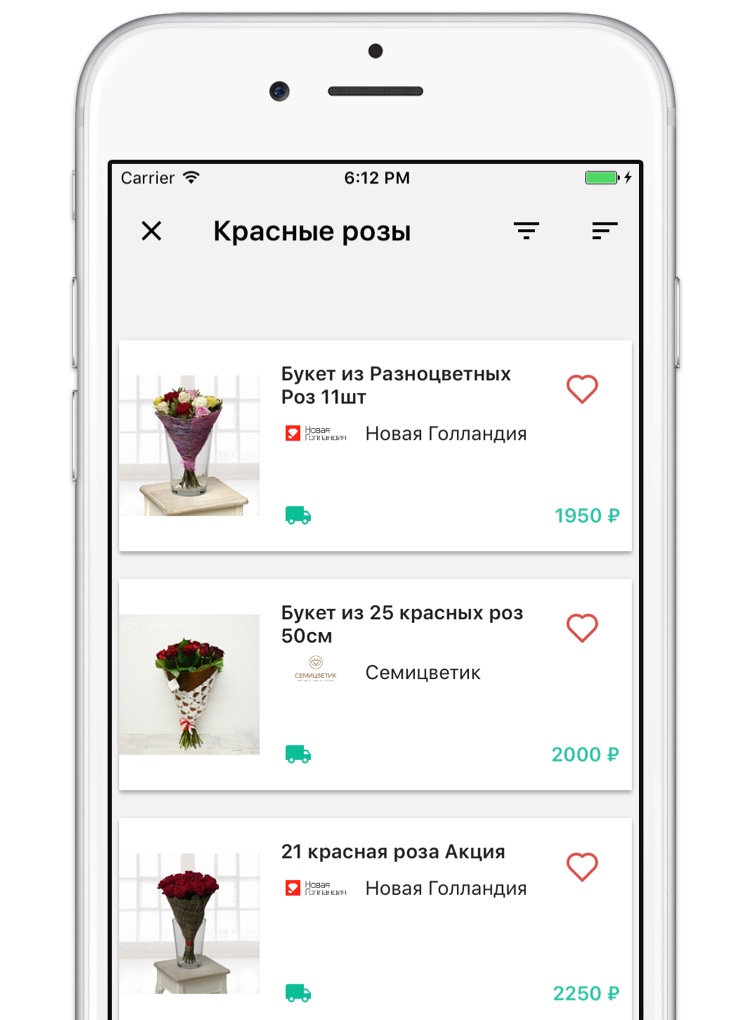 Carrier 6:12 PM
Красные розы
Букет из Разноцветных
Роз 11шт
Новая
Голландия
Новая Голландия
1950 ₽
Букет из 25 красных роз
50см
СЕМИЦВЕТИК
Семицветик
2000 ₽
21 красная роза Акция
Новая
Голландия
Новая Голландия
2250 ₽